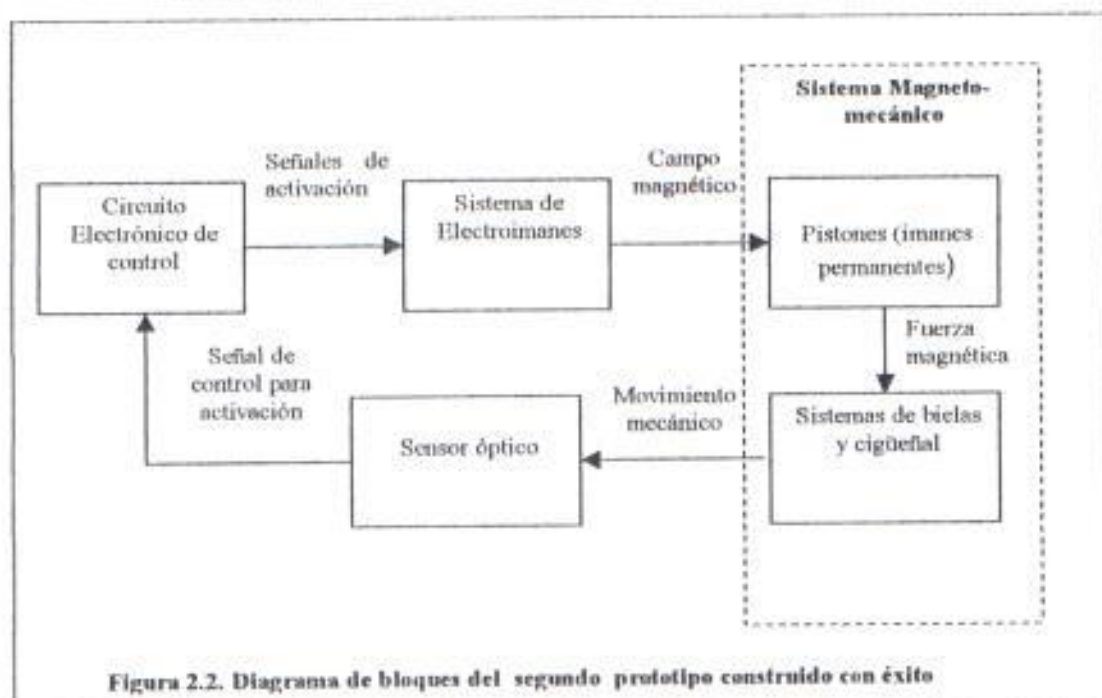 Sistema Magneto-
mecánico
Señales de
activación
Campo
magnético
Circuito
Electrónico de
control
Sistema de
Electroimanes
Pistones (imanes
permanentes)
Fuerza
magnética
Señal de
control para
activación
Movimiento
mecánico
Sensor óptico
Sistemas de bielas
y cigüeñal
Figura 2.2. Diagrama de bloques del segundo prototipo construido con éxito